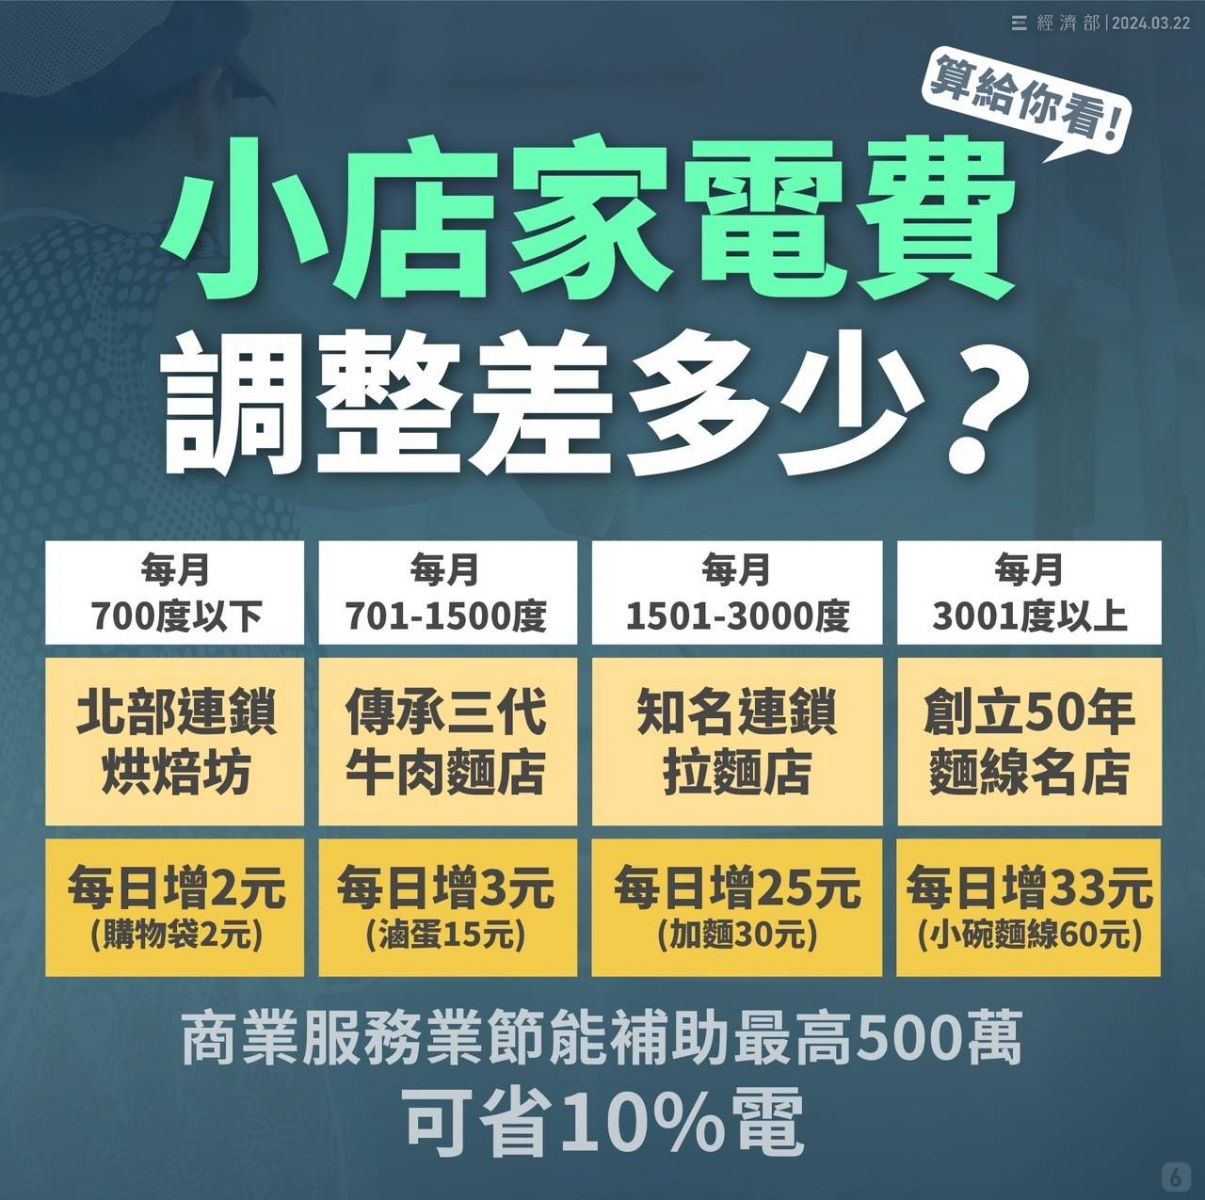 經濟部|2024.03.22
算給你看!
小店家電費
調整差多少?
每月
700度以下
每月
701-1500度
每月
1501-3000度
每月
3001度以上
北部連鎖
烘焙坊
傳承三代
牛肉麵店
知名連鎖
拉麵店
創立50年
麵線名店
每日增2元
(購物袋2元)
每日增3元
(滷蛋15元)
每日增25元
(加麵30元)
每日增33元
(小碗麵線60元)
商業服務業節能補助最高500萬
可省10%電
6